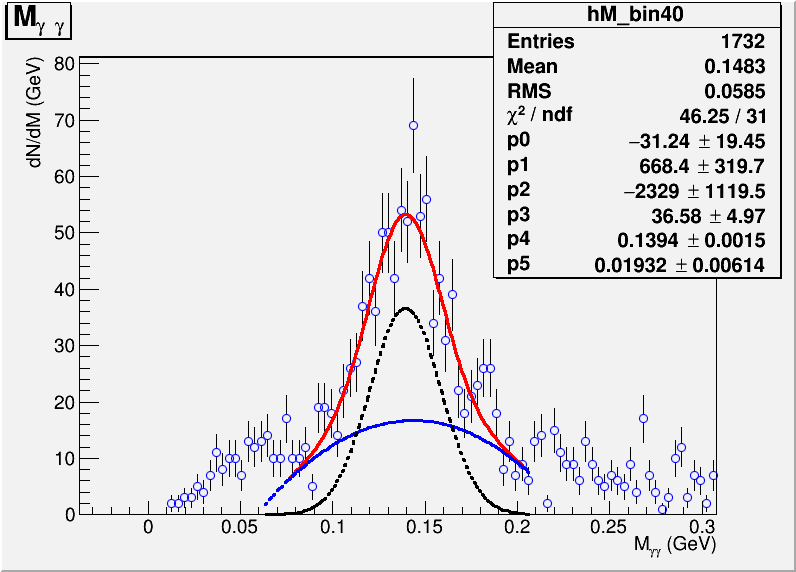 M γ γ
hM_bin40
Entries 1732
Mean 0.1483
RMS 0.0585
χ² / ndf 46.25 / 31
p0 −31.24 ± 19.45
p1 668.4 ± 319.7
p2 −2329 ± 1119.5
p3 36.58 ± 4.97
p4 0.1394 ± 0.0015
p5 0.01932 ± 0.00614
dN/dM (GeV)
80
70
60
50
40
30
20
10
0
0 0.05 0.1 0.15 0.2 0.25 0.3
M γγ (GeV)